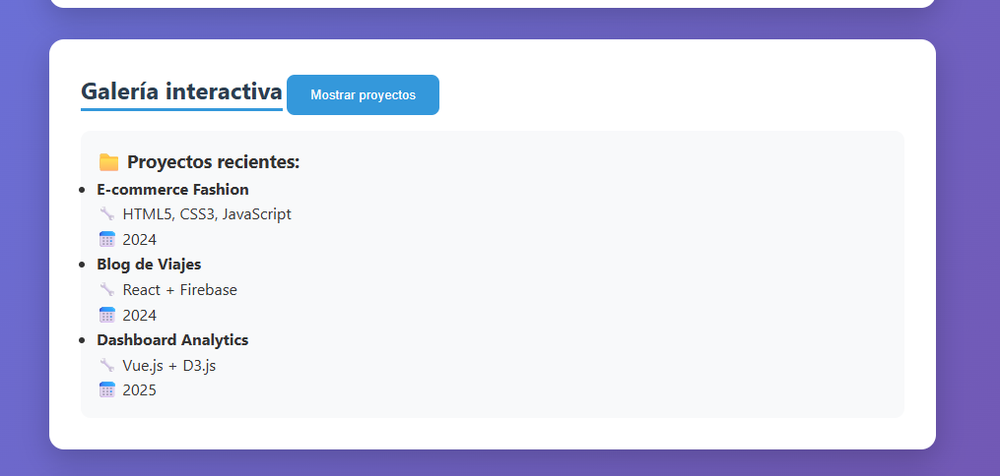 Galería interactiva Mostrar proyectos
Proyectos recientes:
E-commerce Fashion
HTML5, CSS3, JavaScript
2024
Blog de Viajes
React + Firebase
2024
Dashboard Analytics
Vue.js + D3.js
2025